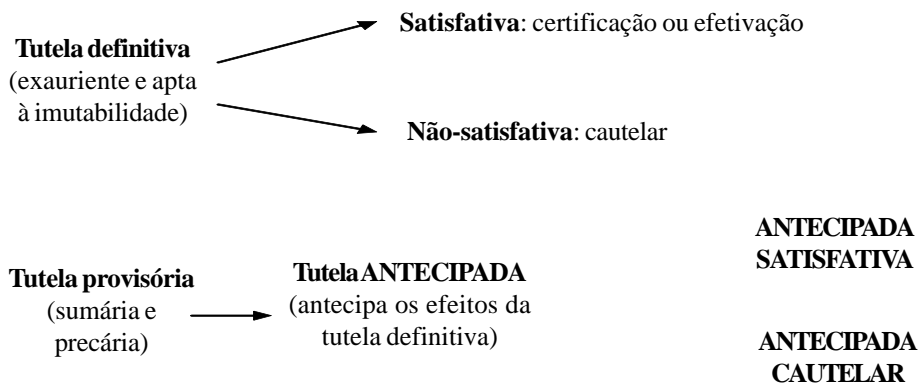 Satisfativa: certificação ou efetivação
Tutela definitiva
(exauriente e apta
à imutabilidade)
Não-satisfativa: cautelar
ANTECIPADA
SATISFATIVA
Tutela provisória
(sumária e
precária)
Tutela ANTECIPADA
(antecipa os efeitos da
tutela definitiva)
ANTECIPADA
CAUTELAR